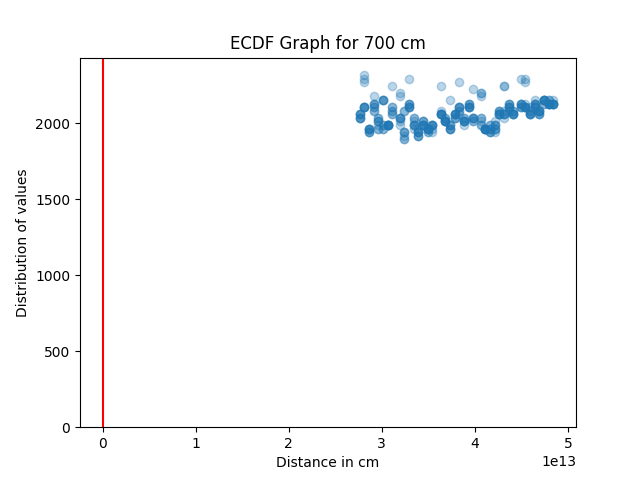 ECDF Graph for 700 cm
Distribution of values
2000
1500
1000
500
0
0 1 2 3 4 5
1e13
Distance in cm